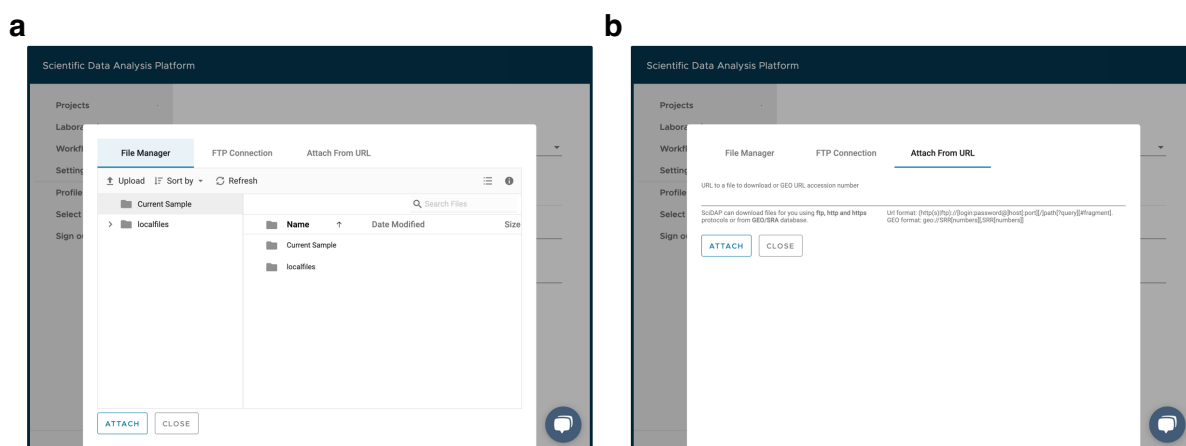 a
Scientific Data Analysis Platform
Projects
Labora
Workfl
Setting
Profile
Select
Sign o
File Manager FTP Connection Attach From URL
Upload Sort by Refresh
Current Sample
localfiles
Search Files
Name ↑ Date Modified Size
Current Sample
localfiles
ATTACH CLOSE
b
Scientific Data Analysis Platform
Projects
Labora
Workfl
Setting
Profile
Select
Sign ou
File Manager FTP Connection Attach From URL
URL to a file to download or GEO URL accession number
SciDAP can download files for you using ftp, http and https
protocols or from GEO/SRA database.
Url format: (http(s)|ftp)://[login:password@]host[:port][/]path[?query][#fragment].
GEO format: geo://SRR[numbers][,SRR[numbers]]
ATTACH CLOSE